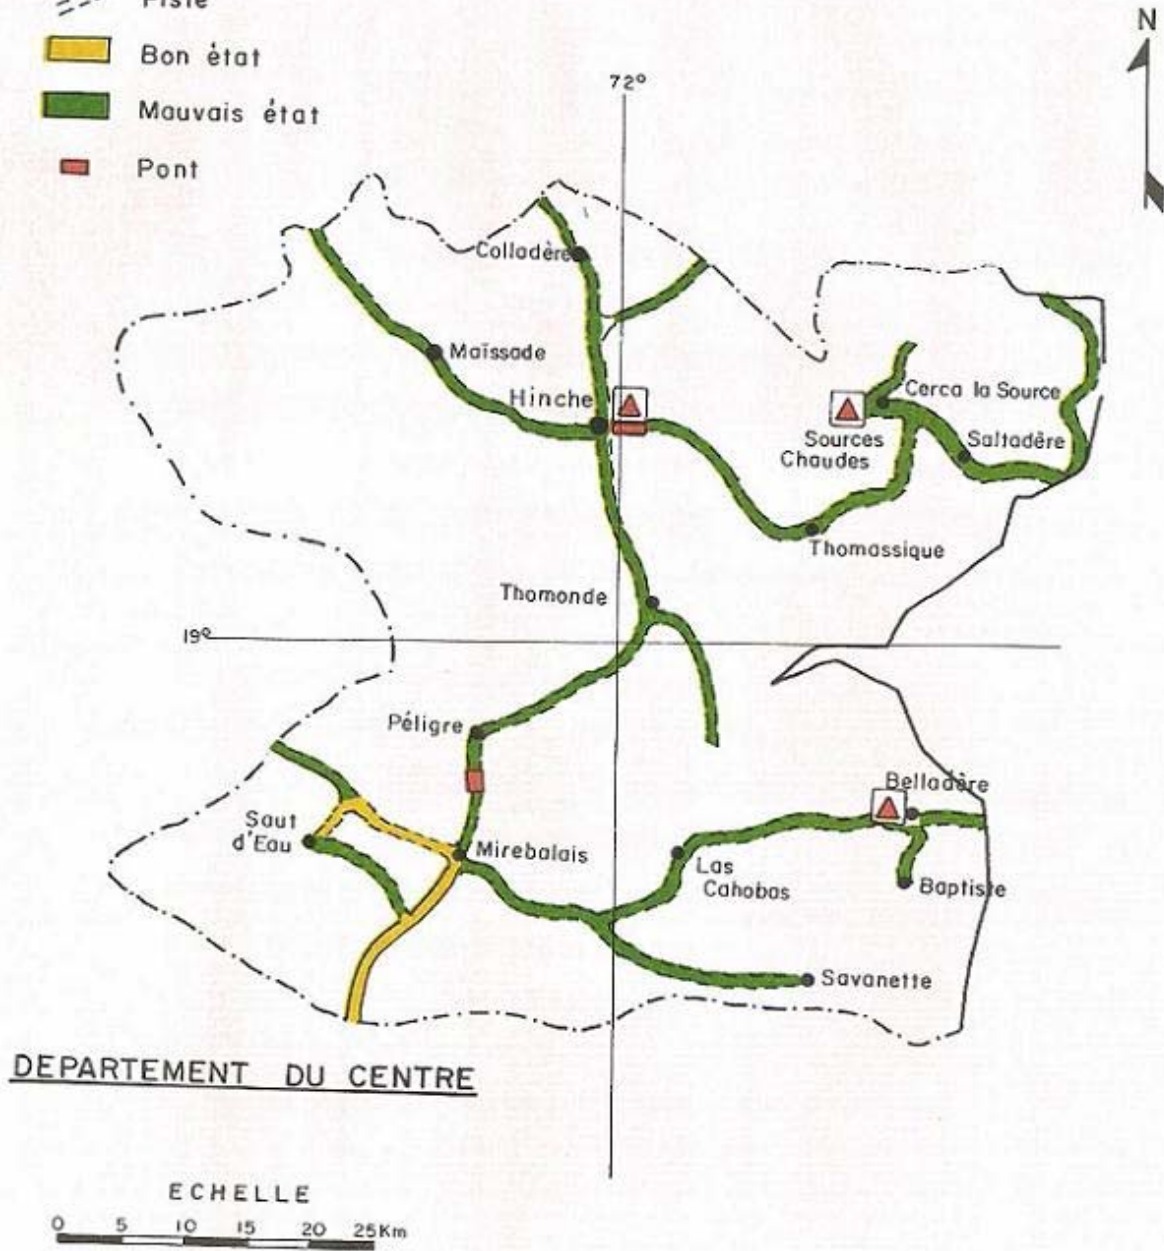 Piste
Bon état
Mauvais état
Pont
N
72°
Colladère
Maïssade
Hinche
Cerca la Source
Sources
Chaudes
Saltadère
Thomassique
Thomonde
19°
Péligre
Belladère
Saut
d'Eau
Mirebalais
Las
Cahobas
Baptiste
Savanette
DEPARTEMENT DU CENTRE
ECHELLE
0 5 10 15 20 25Km